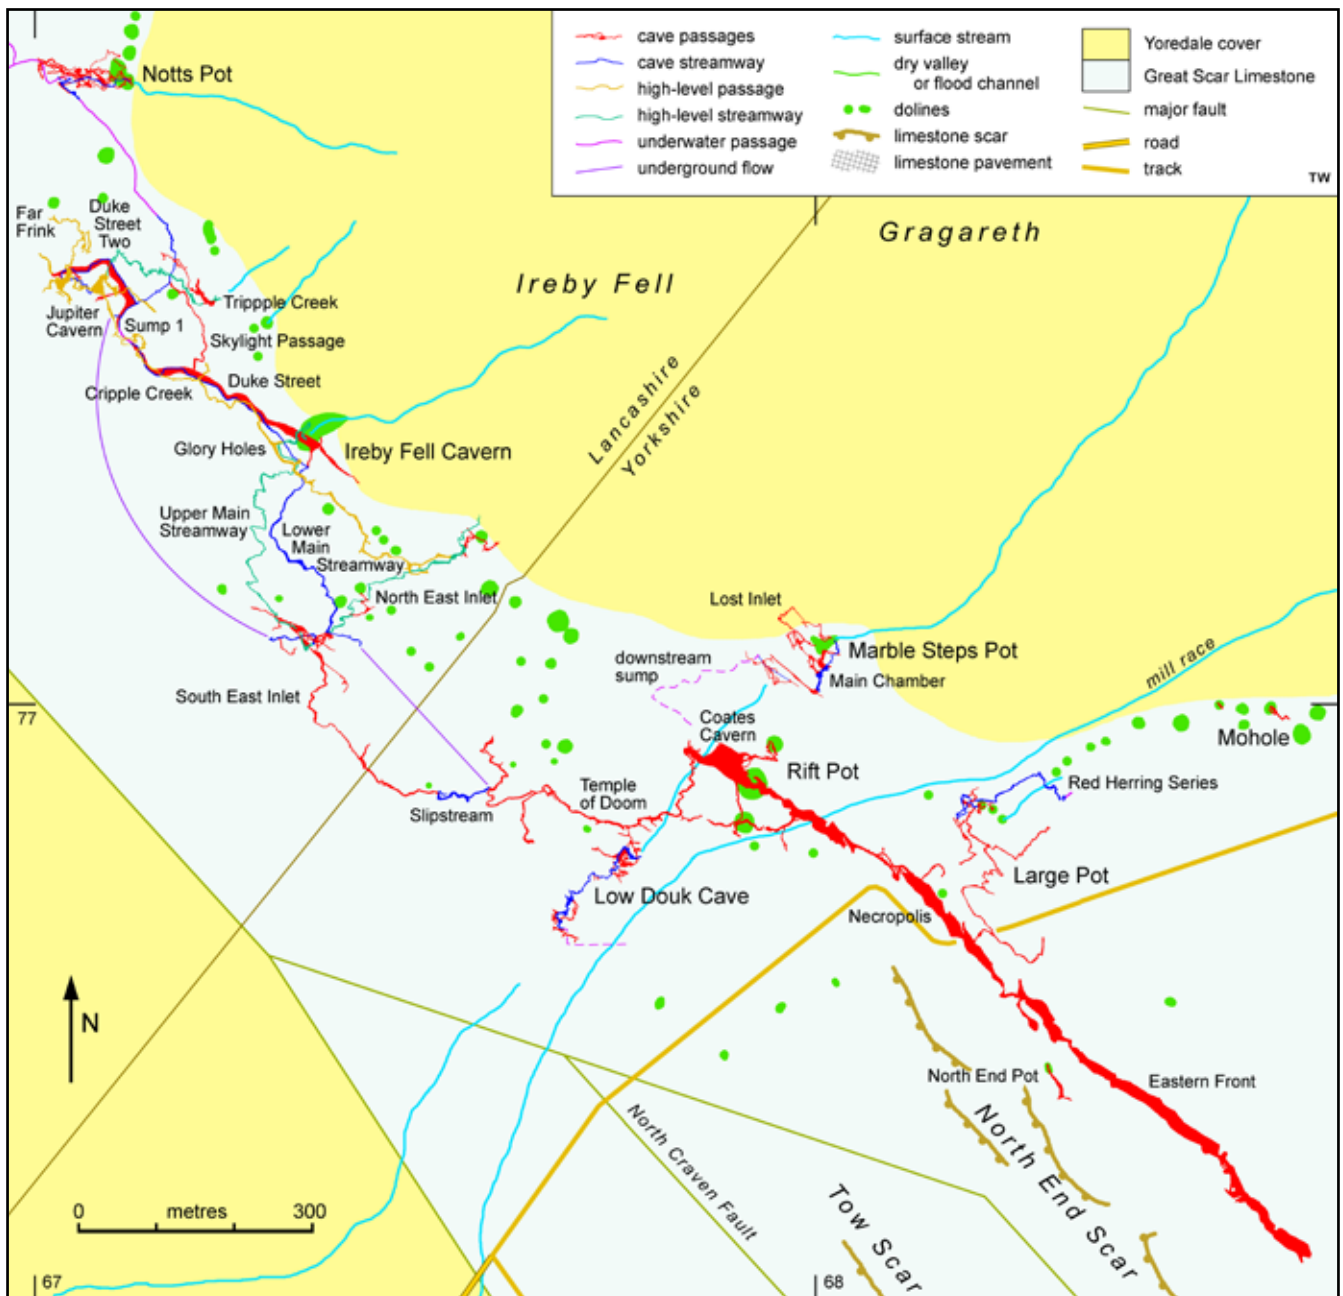 cave passages
cave streamway
high-level passage
high-level streamway
underwater passage
underground flow
surface stream
dry valley
or flood channel
dolines
limestone scar
limestone pavement
Yoredale cover
Great Scar Limestone
major fault
road
track
TW
Notts Pot
Far
Frink
Duke
Street
Two
Gragareth
Ireby Fell
Trippple Creek
Jupiter
Cavern
Sump 1
Skylight Passage
Duke Street
Cripple Creek
Lancashire
Yorkshire
Glory Holes
Ireby Fell Cavern
Upper Main
Streamway
Lower
Main
Streamway
North East Inlet
Lost Inlet
Marble Steps Pot
downstream
sump
Main Chamber
mill race
South East Inlet
77
Coates
Cavern
Mohole
Rift Pot
Red Herring Series
Temple
of Doom
Slipstream
Large Pot
Low Douk Cave
Necropolis
N
North End Pot
Eastern Front
North Craven Fault
North End Scar
Tow Scar
0 metres 300
67
68